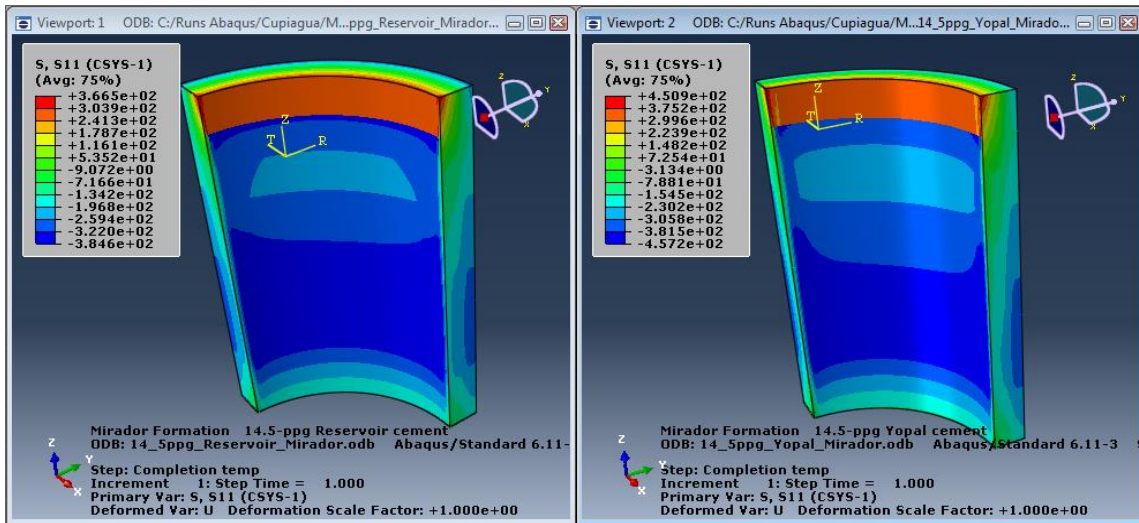 Viewport: 1 ODB: C:/Runs Abaqus/Cupiagua/M...ppg_Reservoir_Mirador...
S, S11 (CSYS-1)
(Avg: 75%)
+3.665e+02
+3.039e+02
+2.413e+02
+1.787e+02
+1.161e+02
+5.352e+01
-9.072e+00
-7.166e+01
-1.342e+02
-1.968e+02
-2.594e+02
-3.220e+02
-3.846e+02
Z
T
R
Z
Y
X
Mirador Formation 14.5-ppg Reservoir cement
ODB: 14_5ppg_Reservoir_Mirador.odb Abaqus/Standard 6.11-
Step: Completion temp
Increment 1: Step Time = 1.000
Primary Var: S, S11 (CSYS-1)
Deformed Var: U Deformation Scale Factor: +1.000e+00
Z
Y
X
Viewport: 2 ODB: C:/Runs Abaqus/Cupiagua/M...14_5ppg_Yopal_Mirado...
S, S11 (CSYS-1)
(Avg: 75%)
+4.509e+02
+3.752e+02
+2.996e+02
+2.239e+02
+1.482e+02
+7.254e+01
-3.134e+00
-7.881e+01
-1.545e+02
-2.302e+02
-3.058e+02
-3.815e+02
-4.572e+02
Z
T
R
Z
Y
X
Mirador Formation 14.5-ppg Yopal cement
ODB: 14_5ppg_Yopal_Mirador.odb Abaqus/Standard 6.11-3
Step: Completion temp
Increment 1: Step Time = 1.000
Primary Var: S, S11 (CSYS-1)
Deformed Var: U Deformation Scale Factor: +1.000e+00
Z
Y
X